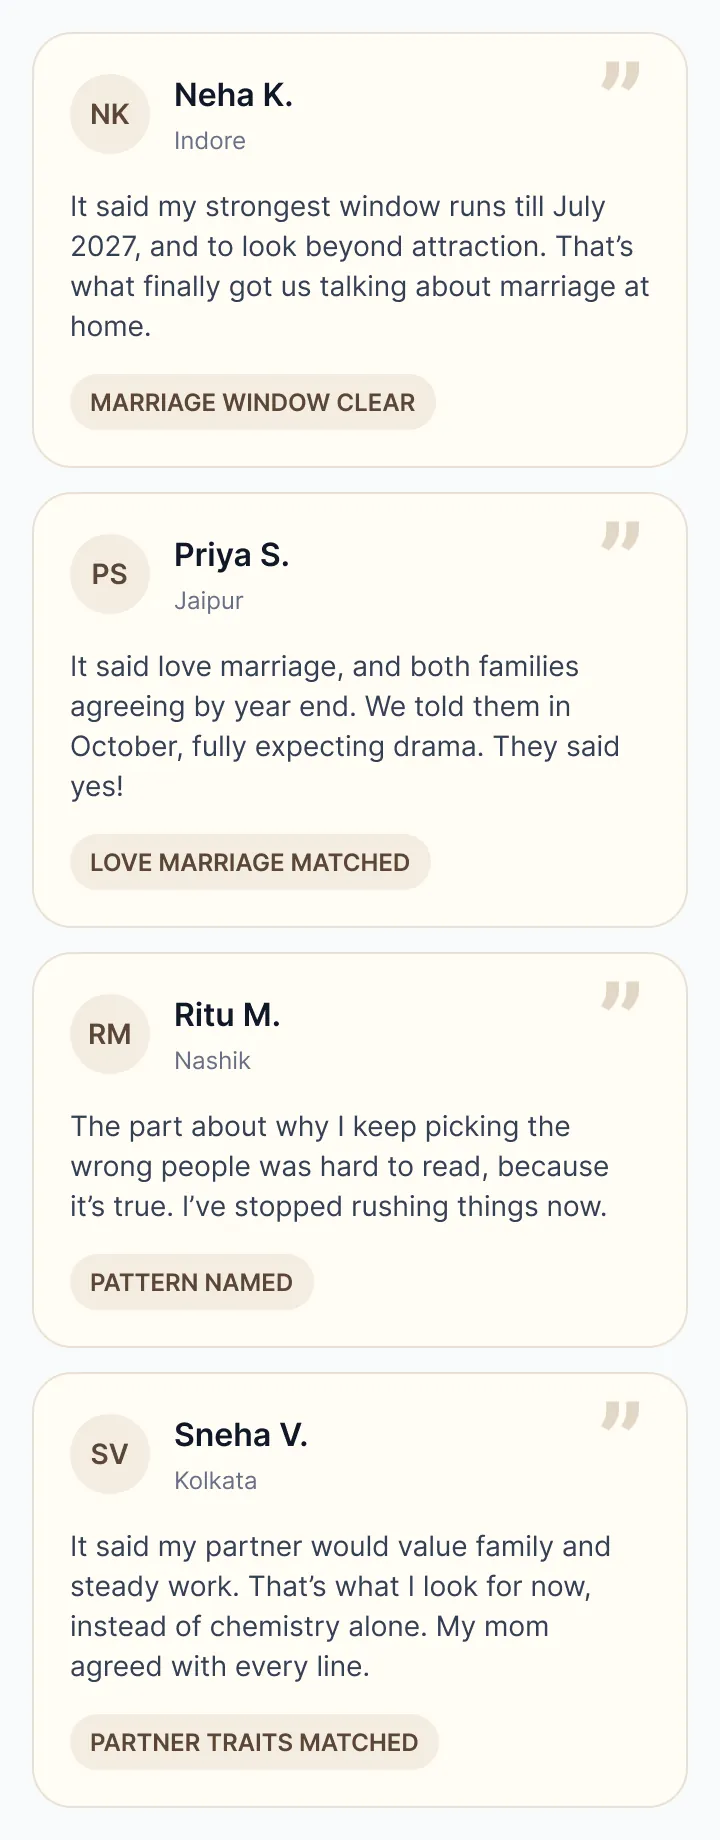 NK
Neha K.
”
Indore
It said my strongest window runs till July
2027, and to look beyond attraction. That’s
what finally got us talking about marriage at
home.
MARRIAGE WINDOW CLEAR
PS
Priya S.
”
Jaipur
It said love marriage, and both families
agreeing by year end. We told them in
October, fully expecting drama. They said
yes!
LOVE MARRIAGE MATCHED
RM
Ritu M.
”
Nashik
The part about why I keep picking the
wrong people was hard to read, because
it’s true. I’ve stopped rushing things now.
PATTERN NAMED
SV
Sneha V.
”
Kolkata
It said my partner would value family and
steady work. That’s what I look for now,
instead of chemistry alone. My mom
agreed with every line.
PARTNER TRAITS MATCHED